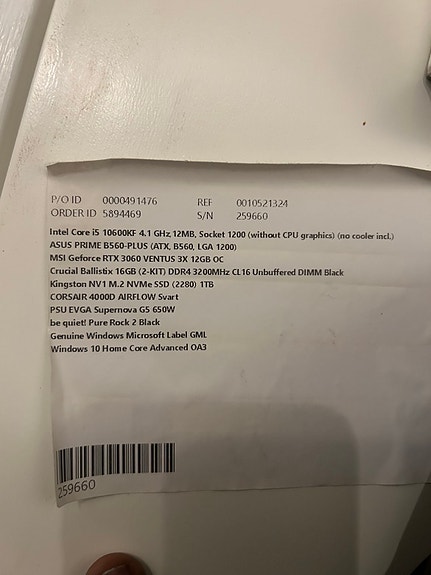 P/O ID 0000491476 REF 0010521324
ORDER ID 5894469 S/N 259660
Intel Core i5 10600KF 4.1 GHz,12MB, Socket 1200 (without CPU graphics) (no cooler incl.)
ASUS PRIME B560-PLUS (ATX, B560, LGA 1200)
MSI Geforce RTX 3060 VENTUS 3X 12GB OC
Crucial Ballistix 16GB (2-KIT) DDR4 3200MHz CL16 Unbuffered DIMM Black
Kingston NV1 M.2 NVMe SSD (2280) 1TB
CORSAIR 4000D AIRFLOW Svart
PSU EVGA Supernova G5 650W
be quiet! Pure Rock 2 Black
Genuine Windows Microsoft Label GML
Windows 10 Home Core Advanced OA3
259660